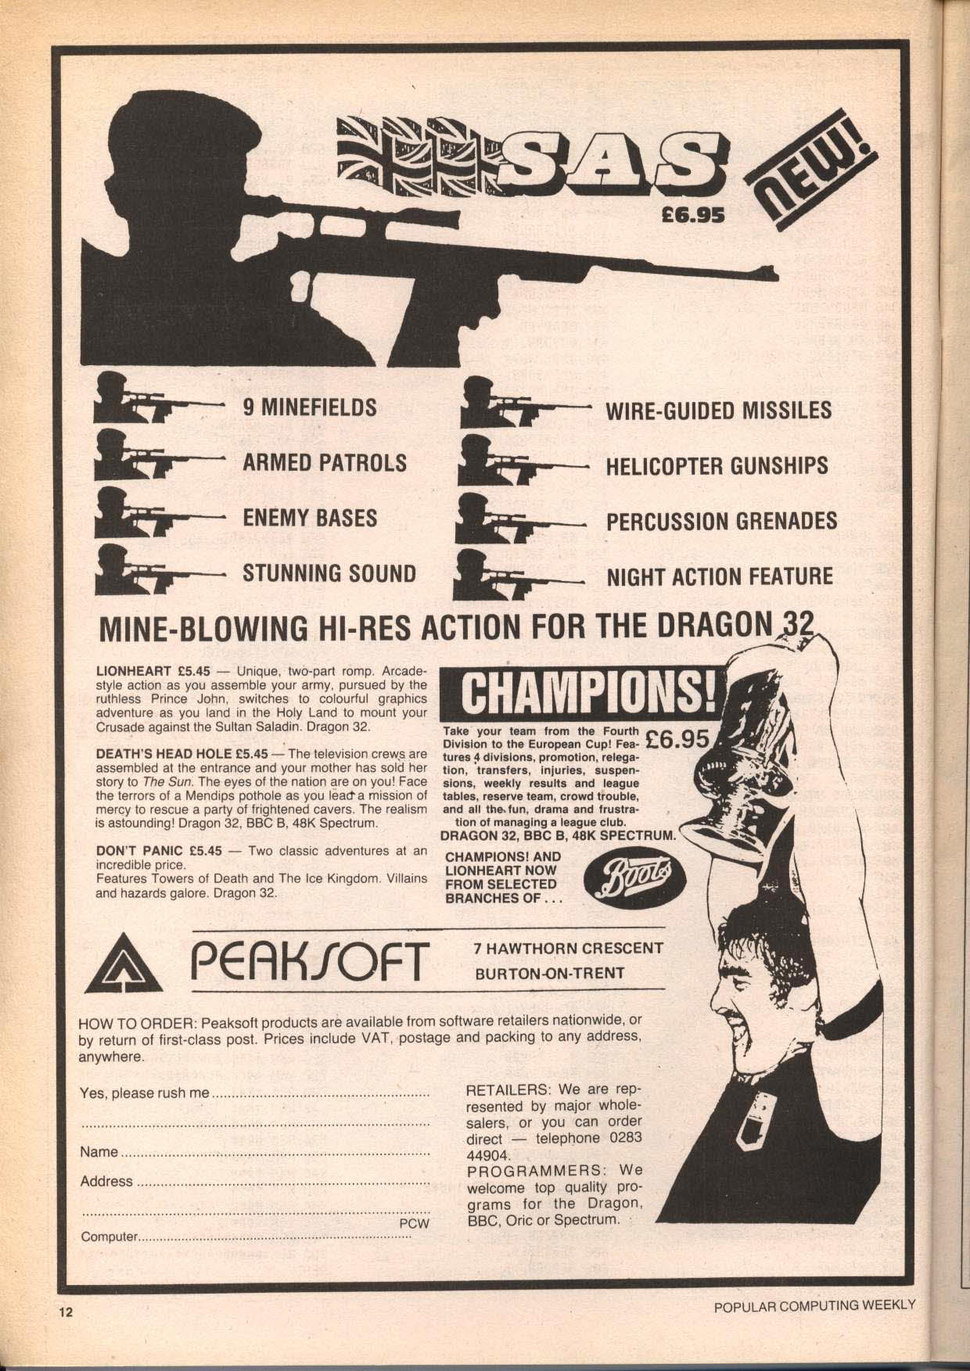 SAS
£6.95
NEW!
9 MINEFIELDS
ARMED PATROLS
ENEMY BASES
STUNNING SOUND
WIRE-GUIDED MISSILES
HELICOPTER GUNSHIPS
PERCUSSION GRENADES
NIGHT ACTION FEATURE
MINE-BLOWING HI-RES ACTION FOR THE DRAGON 32
LIONHEART £5.45 — Unique, two-part romp. Arcade-
style action as you assemble your army, pursued by the
ruthless Prince John, switches to colourful graphics
adventure as you land in the Holy Land to mount your
Crusade against the Sultan Saladin. Dragon 32.
DEATH'S HEAD HOLE £5.45 — The television crews are
assembled at the entrance and your mother has sold her
story to The Sun. The eyes of the nation are on you! Face
the terrors of a Mendips pothole as you lead a mission of
mercy to rescue a party of frightened cavers. The realism
is astounding! Dragon 32, BBC B, 48K Spectrum.
DON'T PANIC £5.45 — Two classic adventures at an
incredible price.
Features Towers of Death and The Ice Kingdom. Villains
and hazards galore. Dragon 32.
CHAMPIONS!
£6.95
Take your team from the Fourth
Division to the European Cup! Fea-
tures 4 divisions, promotion, relega-
tion, transfers, injuries, suspen-
sions, weekly results and league
tables, reserve team, crowd trouble,
and all the fun, drama and frustra-
tion of managing a league club.
DRAGON 32, BBC B, 48K SPECTRUM.
CHAMPIONS! AND
LIONHEART NOW
FROM SELECTED
BRANCHES OF . . .
Boots
PEAKSOFT
7 HAWTHORN CRESCENT
BURTON-ON-TRENT
HOW TO ORDER: Peaksoft products are available from software retailers nationwide, or
by return of first-class post. Prices include VAT, postage and packing to any address,
anywhere.
Yes, please rush me
Name
Address
PCW
Computer
RETAILERS: We are rep-
resented by major whole-
salers, or you can order
direct — telephone 0283
44904.
PROGRAMMERS: We
welcome top quality pro-
grams for the Dragon,
BBC, Oric or Spectrum.
12
POPULAR COMPUTING WEEKLY